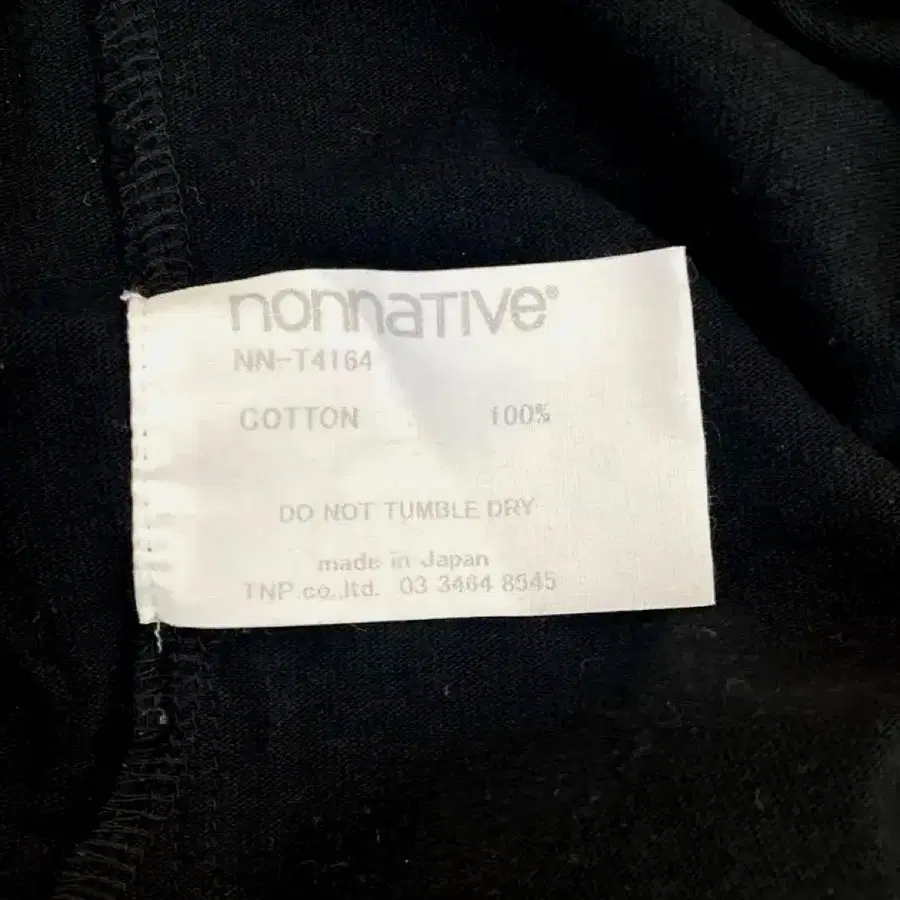 nonnative®
NN-T4164
COTTON 100%
DO NOT TUMBLE DRY
made in Japan
TNP.co.,ltd. 03 3464 8545